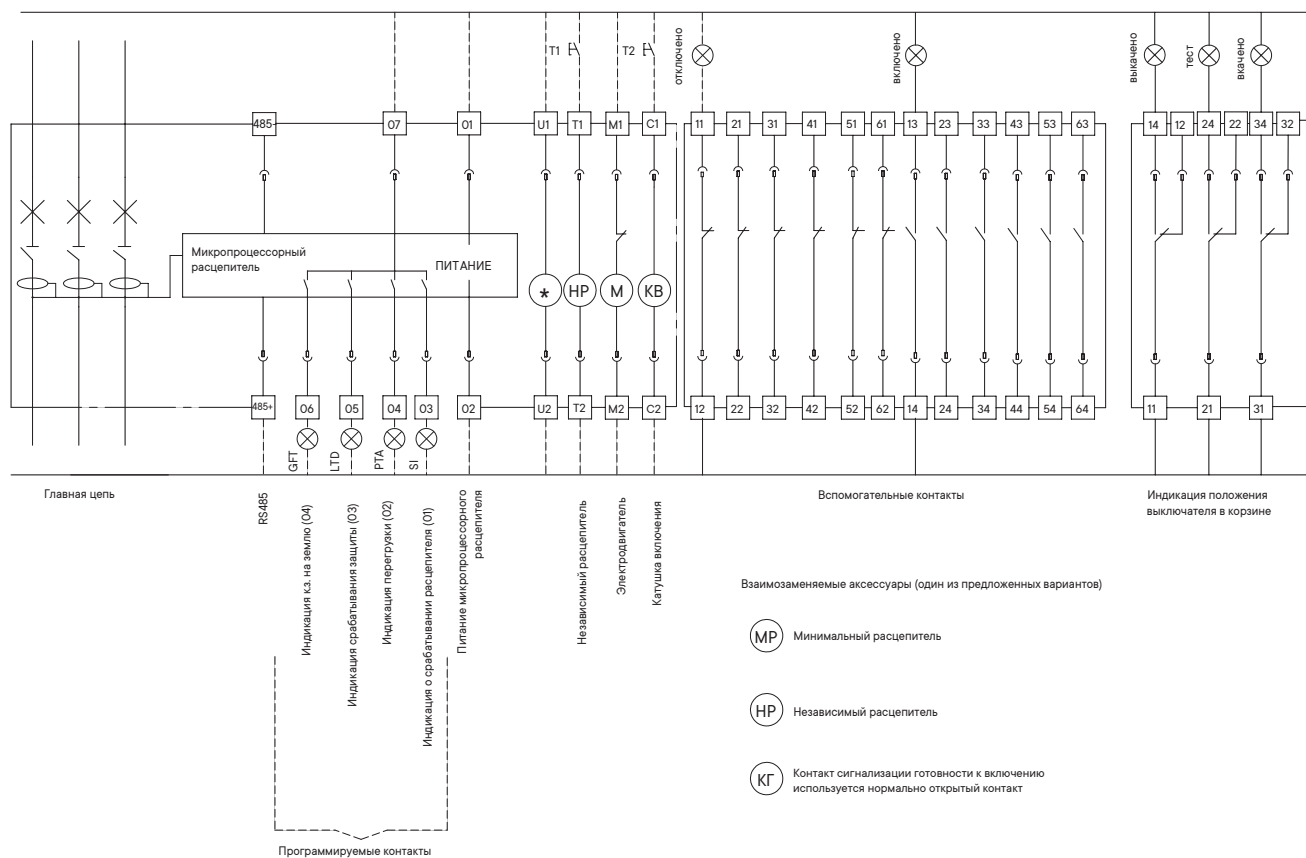 T1
T2
отключено
включено
выкачено
тест
вкачено
485-
07
01
U1
T1
M1
C1
11
21
31
41
51
61
13
23
33
43
53
63
14
12
24
22
34
32
Микропроцессорный
расцепитель
ПИТАНИЕ
*
НР
М
КВ
485+
06
05
04
03
02
U2
T2
M2
C2
12
22
32
42
52
62
14
24
34
44
54
64
11
21
31
GFT
LTD
PTA
SI
Главная цепь
RS485
Индикация к.з. на землю (04)
Индикация срабатывания защиты (03)
Индикация перегрузки (02)
Индикация о срабатывании расцепителя (01)
Питание микропроцессорного
расцепителя
Независимый расцепитель
Электродвигатель
Катушка включения
Вспомогательные контакты
Индикация положения
выключателя в корзине
Взаимозаменяемые аксессуары (один из предложенных вариантов)
МР
Минимальный расцепитель
НР
Независимый расцепитель
КГ
Контакт сигнализации готовности к включению
используется нормально открытый контакт
Программируемые контакты